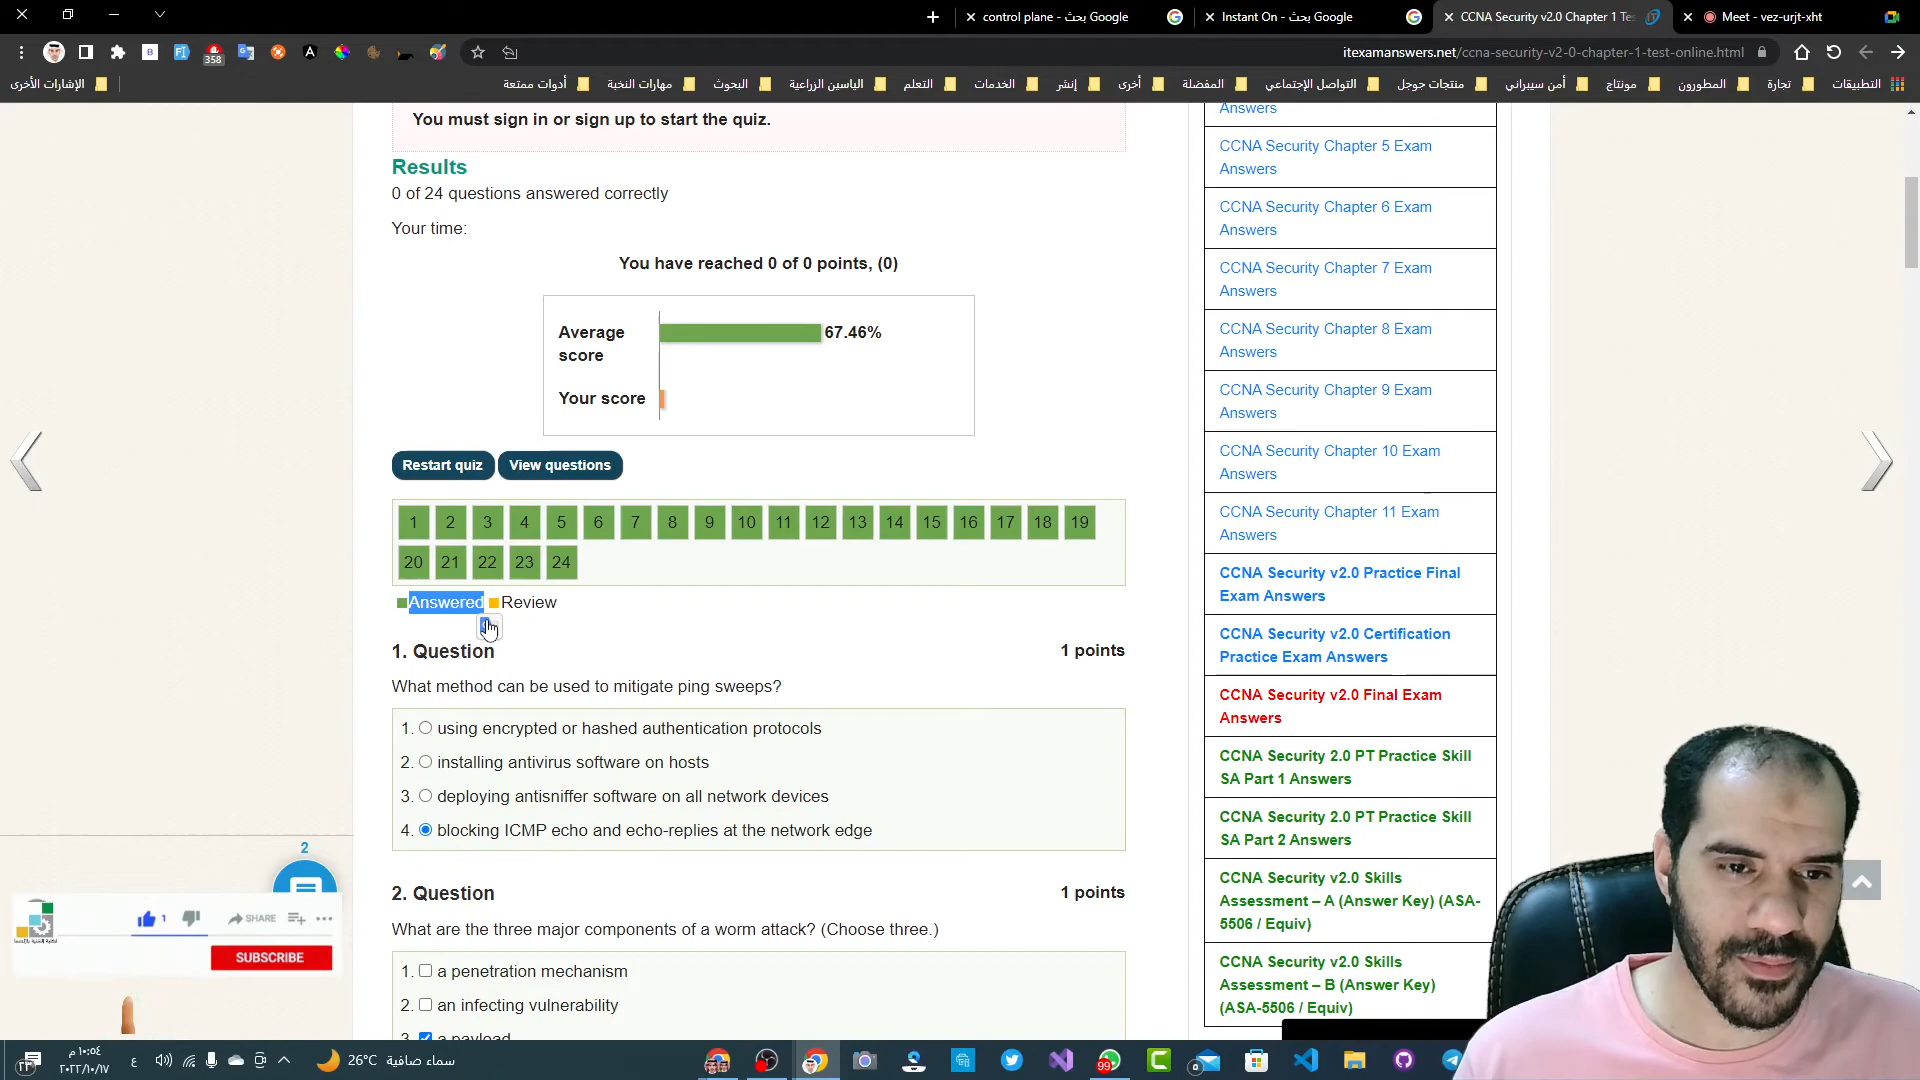 control plane - بحث Google
Instant On - بحث Google
CCNA Security v2.0 Chapter 1 Tes
Meet - vez-urjt-xht
358
itexamanswers.net/ccna-security-v2-0-chapter-1-test-online.html
الإشارات الأخرى
أدوات ممتعة
مهارات النخبة
البحوث
الياسين الزراعية
التعلم
الخدمات
إنشر
أخرى
المفضلة
التواصل الإجتماعي
منتجات جوجل
أمن سيبراني
مونتاج
المطورون
تجارة
التطبيقات
You must sign in or sign up to start the quiz.
Results
0 of 24 questions answered correctly
Your time:
You have reached 0 of 0 points, (0)
Average score
67.46%
Your score
Restart quiz
View questions
1 2 3 4 5 6 7 8 9 10 11 12 13 14 15 16 17 18 19
20 21 22 23 24
Answered Review
1. Question
1 points
What method can be used to mitigate ping sweeps?
1. using encrypted or hashed authentication protocols
2. installing antivirus software on hosts
3. deploying antisniffer software on all network devices
4. blocking ICMP echo and echo-replies at the network edge
2. Question
1 points
What are the three major components of a worm attack? (Choose three.)
1. a penetration mechanism
2. an infecting vulnerability
3. a payload
Answers
CCNA Security Chapter 5 Exam
Answers
CCNA Security Chapter 6 Exam
Answers
CCNA Security Chapter 7 Exam
Answers
CCNA Security Chapter 8 Exam
Answers
CCNA Security Chapter 9 Exam
Answers
CCNA Security Chapter 10 Exam
Answers
CCNA Security Chapter 11 Exam
Answers
CCNA Security v2.0 Practice Final
Exam Answers
CCNA Security v2.0 Certification
Practice Exam Answers
CCNA Security v2.0 Final Exam
Answers
CCNA Security 2.0 PT Practice Skill
SA Part 1 Answers
CCNA Security 2.0 PT Practice Skill
SA Part 2 Answers
CCNA Security v2.0 Skills
Assessment – A (Answer Key) (ASA-
5506 / Equiv)
CCNA Security v2.0 Skills
Assessment – B (Answer Key)
(ASA-5506 / Equiv)
2
1
SHARE
SUBSCRIBE
١٠:٥٤ م
٢٠٢٢/١٠/١٧
ع
26°C سماء صافية
99